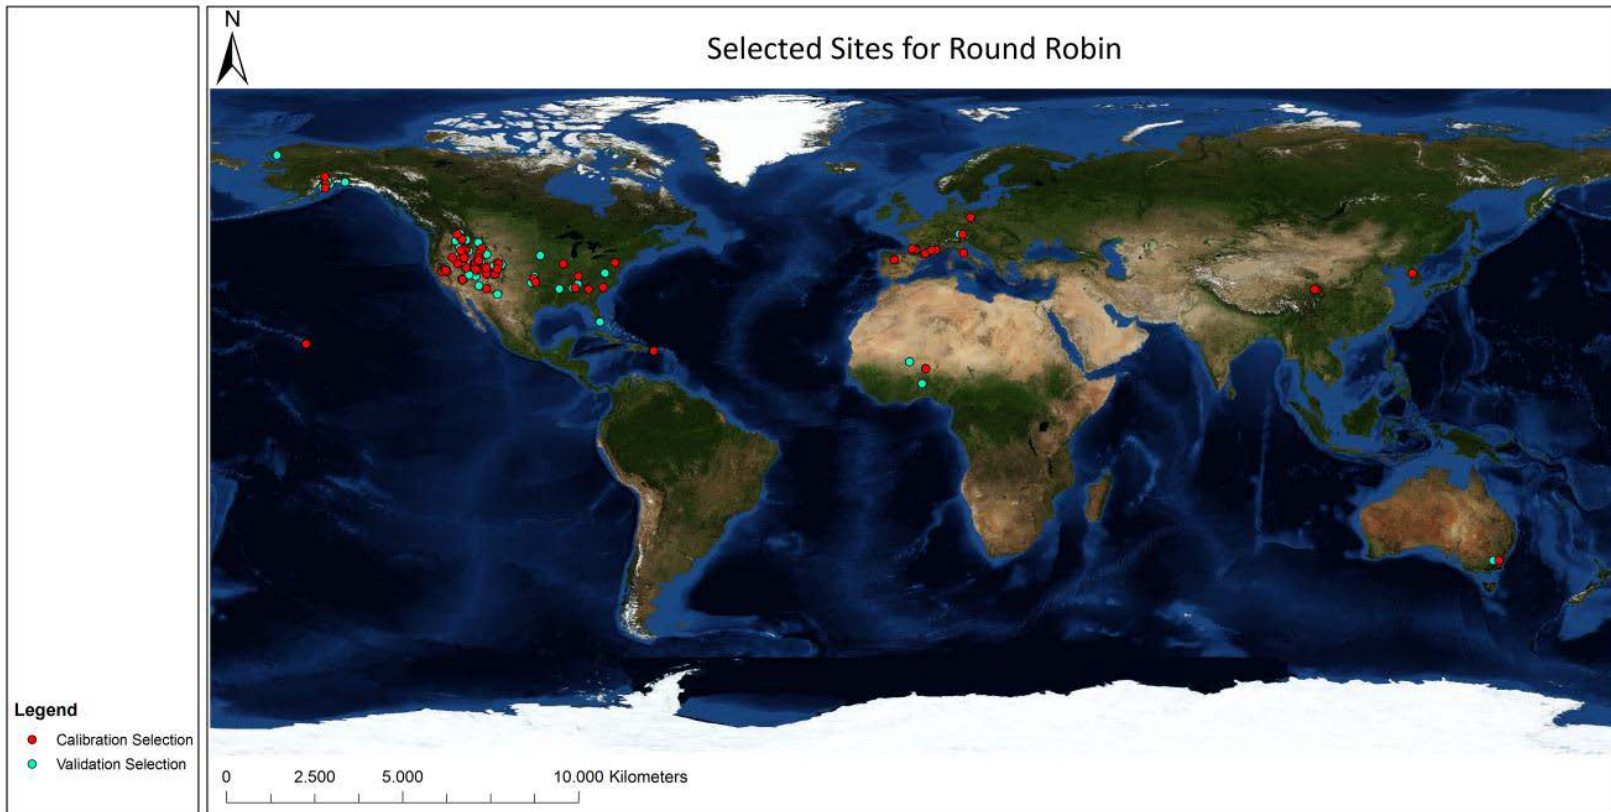 N
Selected Sites for Round Robin
Legend
Calibration Selection
Validation Selection
0 2.500 5.000 10.000 Kilometers